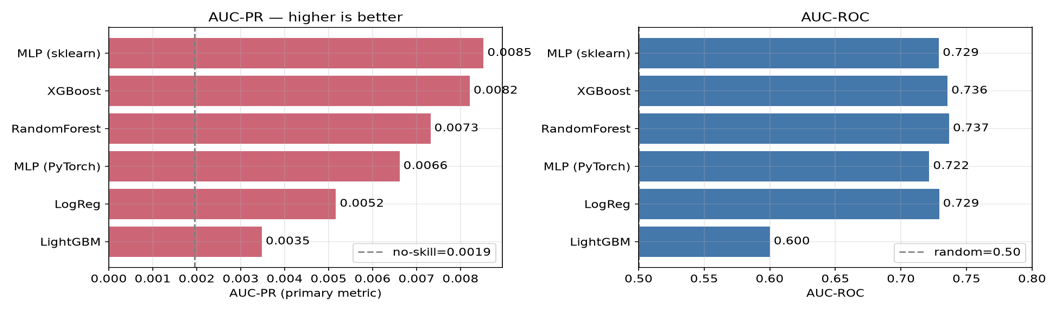 AUC-PR — higher is better
MLP (sklearn)
0.0085
XGBoost
0.0082
RandomForest
0.0073
MLP (PyTorch)
0.0066
LogReg
0.0052
LightGBM
0.0035
no-skill=0.0019
0.000 0.001 0.002 0.003 0.004 0.005 0.006 0.007 0.008
AUC-PR (primary metric)
AUC-ROC
MLP (sklearn)
0.729
XGBoost
0.736
RandomForest
0.737
MLP (PyTorch)
0.722
LogReg
0.729
LightGBM
0.600
random=0.50
0.50 0.55 0.60 0.65 0.70 0.75 0.80
AUC-ROC